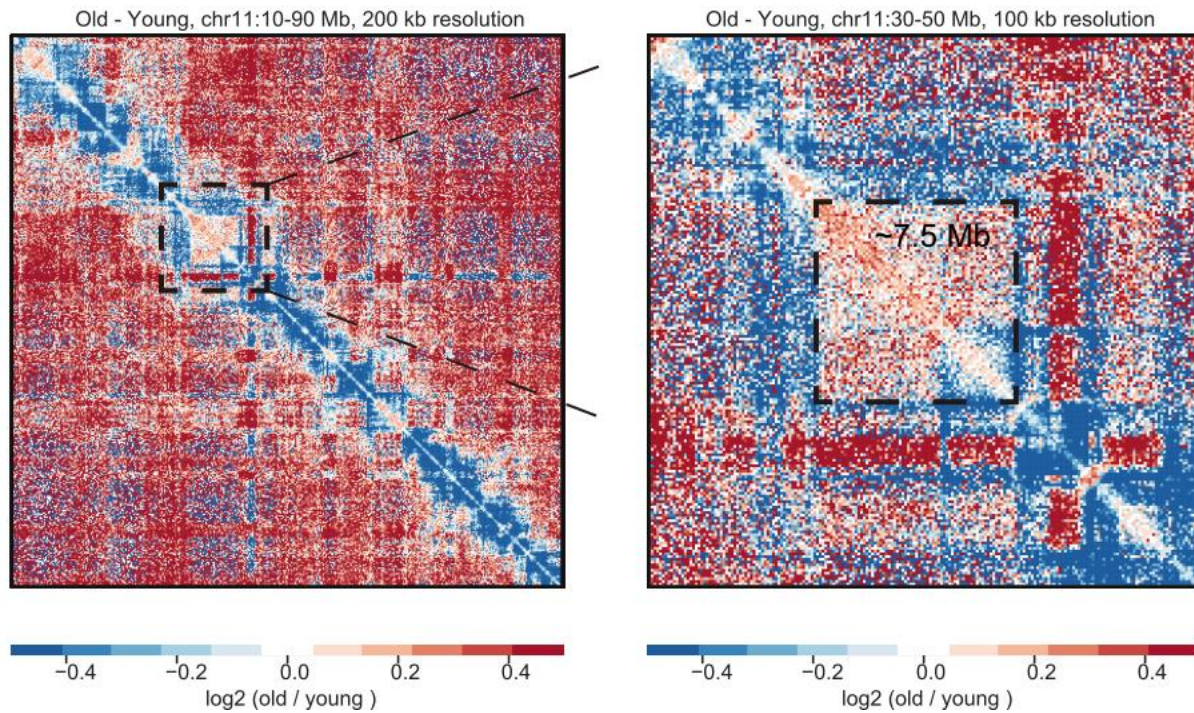 Old - Young, chr11:10-90 Mb, 200 kb resolution
Old - Young, chr11:30-50 Mb, 100 kb resolution
~7.5 Mb
−0.4 −0.2 0.0 0.2 0.4
log2 (old / young )
−0.4 −0.2 0.0 0.2 0.4
log2 (old / young )